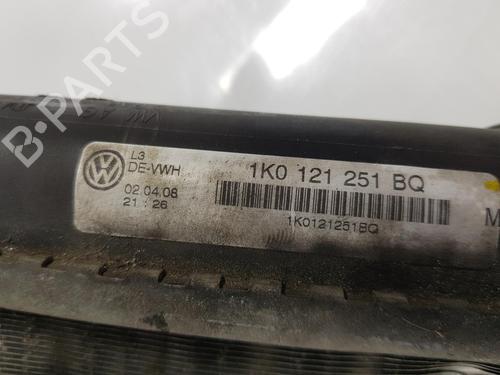 B-PARTS
L3
DE-VWH
02.04.08
21:26
1K0 121 251 BQ
1K0121251BQ
M